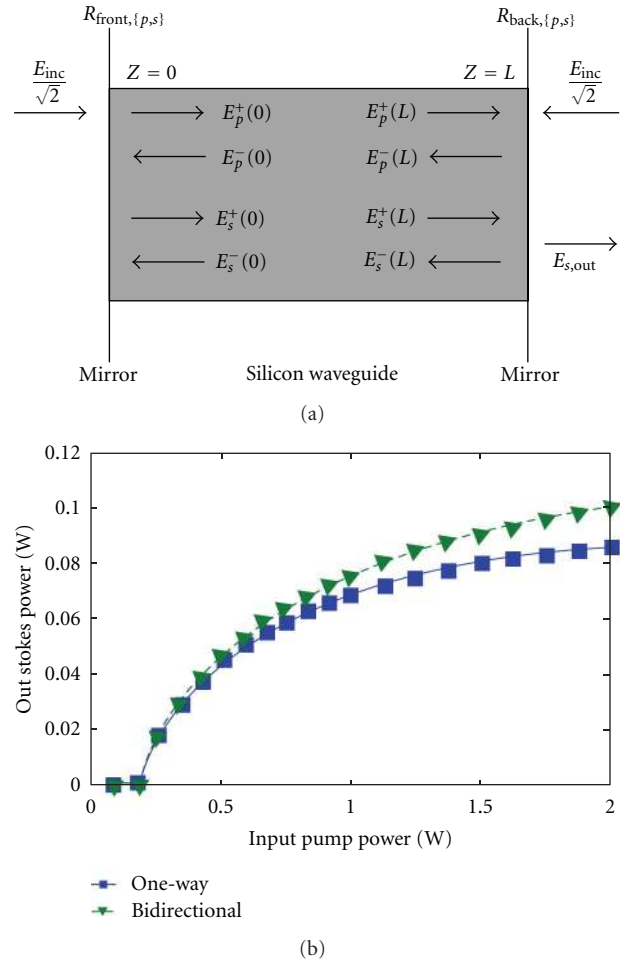 R_front,{p,s} R_back,{p,s}
E_inc/√2 Z = 0 Z = L E_inc/√2
E_p^+(0) E_p^+(L)
E_p^−(0) E_p^−(L)
E_s^+(0) E_s^+(L)
E_s^−(0) E_s^−(L)
E_s,out
Mirror Silicon waveguide Mirror
(a)
0.12
0.1
0.08
0.06
0.04
0.02
0
Out stokes power (W)
0 0.5 1 1.5 2
Input pump power (W)
One-way
Bidirectional
(b)